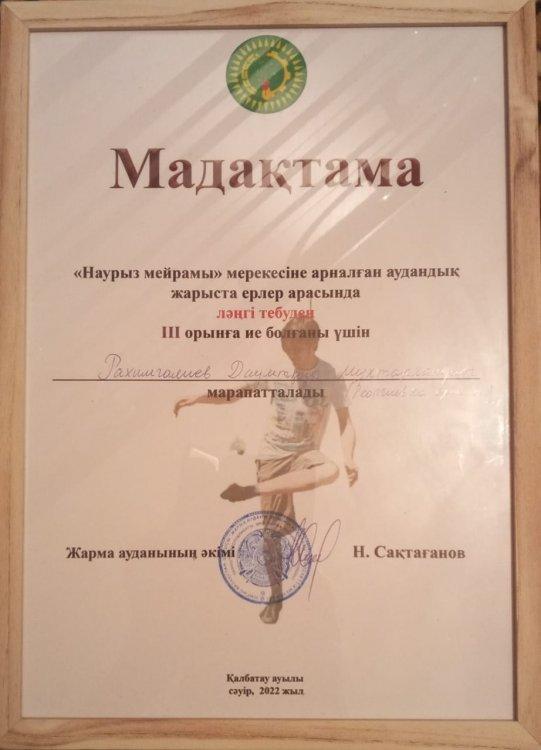 Мадақтама
«Наурыз мейрамы» мерекесіне арналған аудандық
жарыста ерлер арасында
ләңгі тебуден
III орынға ие болғаны үшін
Рахимгалиев
марапатталады
Жарма ауданының әкімі Н. Сақтағанов
Қалбатау ауылы
сәуір, 2022 жыл